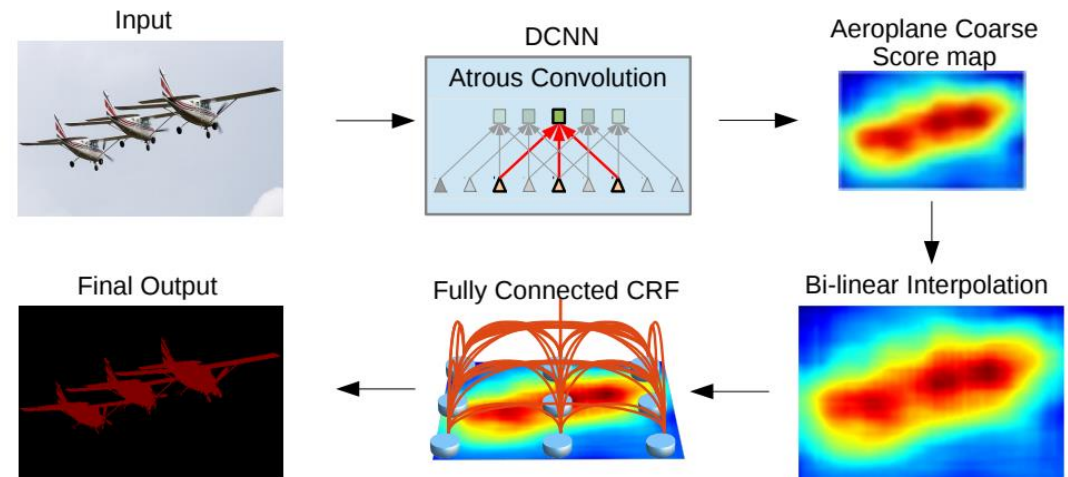 Input
DCNN
Atrous Convolution
Aeroplane Coarse
Score map
Final Output
Fully Connected CRF
Bi-linear Interpolation